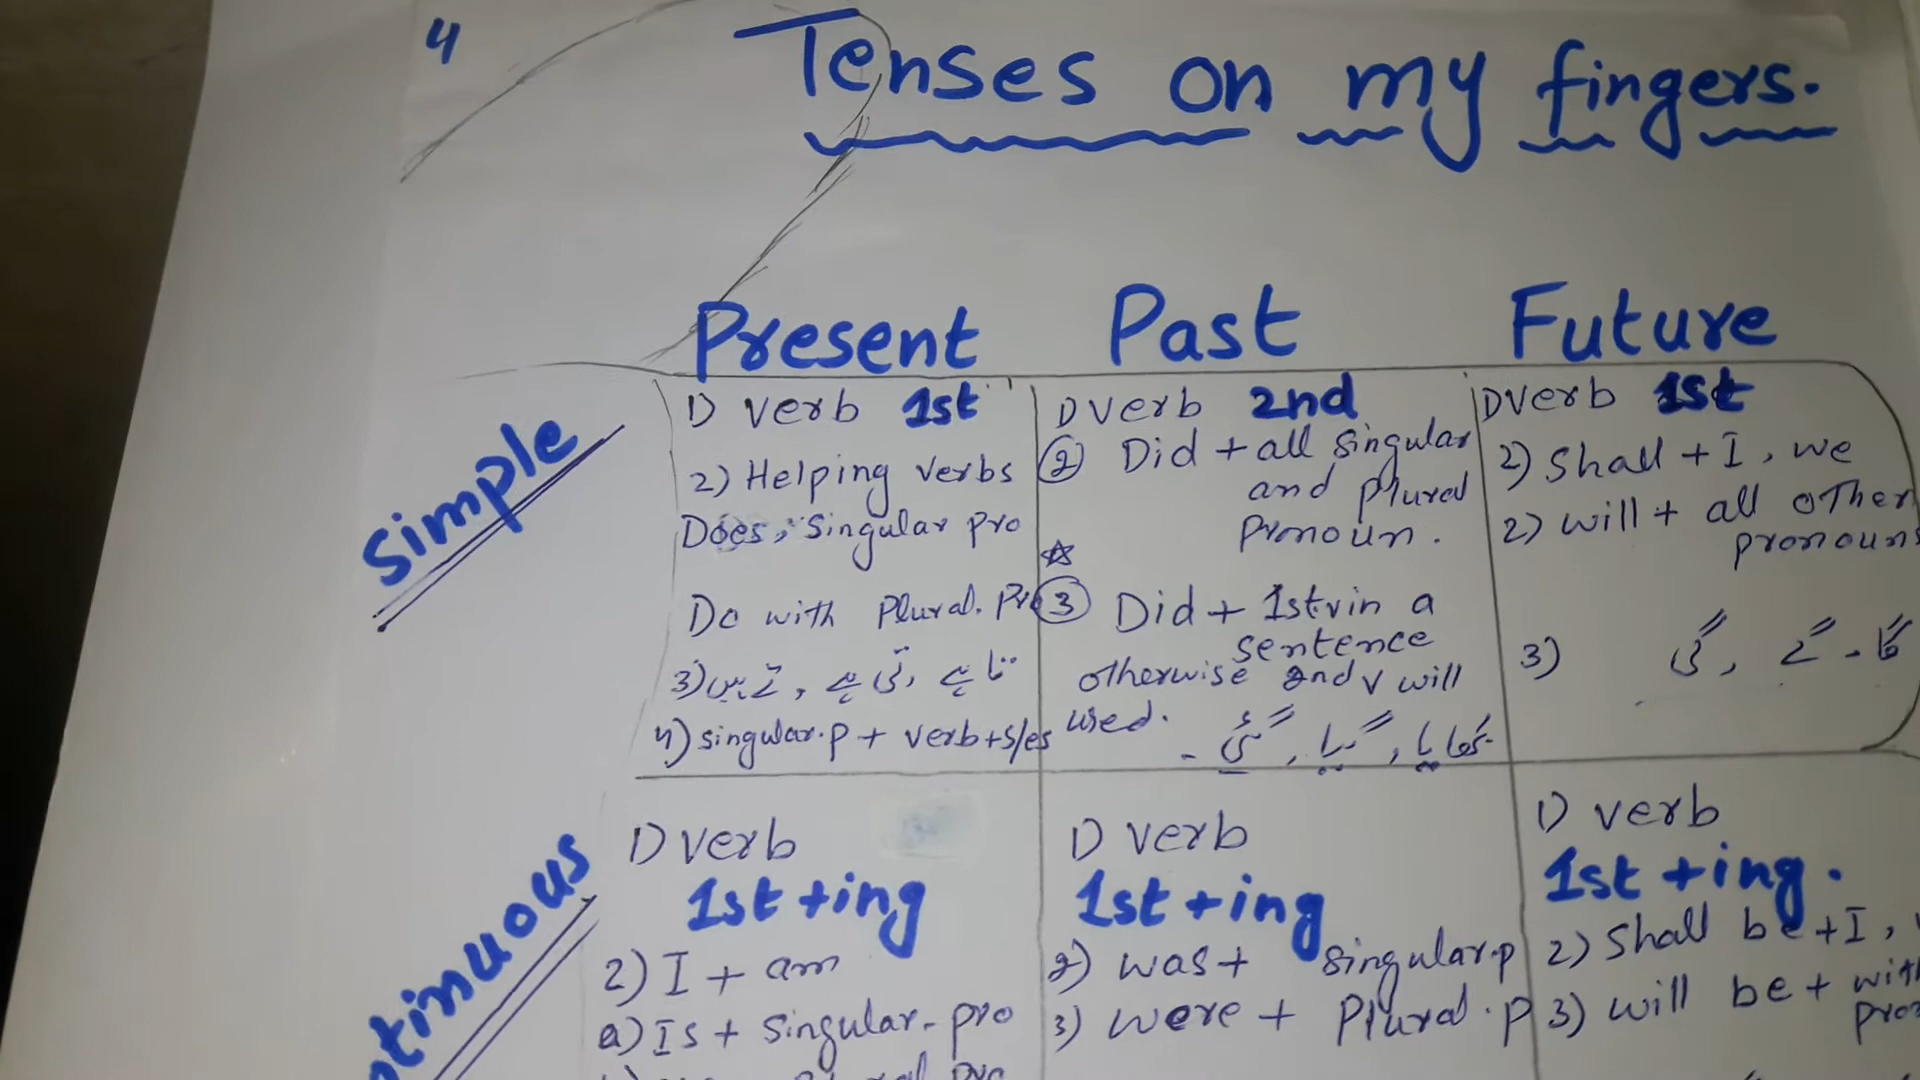 4
Tenses on my fingers.
Present Past Future
Simple
1) verb 1st
2) Helping verbs
Does, Singular pro
Do with Plural. Pro
3) تا ہے, تی ہے, تے ہیں
4) singular.p + verb+s/es
1) verb 2nd
2 Did + all singular
and plural
pronoun.
3 Did + 1st v in a
sentence
otherwise 2nd v will
used.
کھایا, گیا, گئی -
1) verb 1st
2) Shall + I, we
2) will + all other
pronouns
3) گا - گے, گی
tinuous
1) verb
1st +ing
2) I + am
a) Is + Singular - pro
1) verb
1st +ing
2) was + singular.p
3) were + Plural.p
1) verb
1st +ing.
2) Shall be + I,
3) will be + with